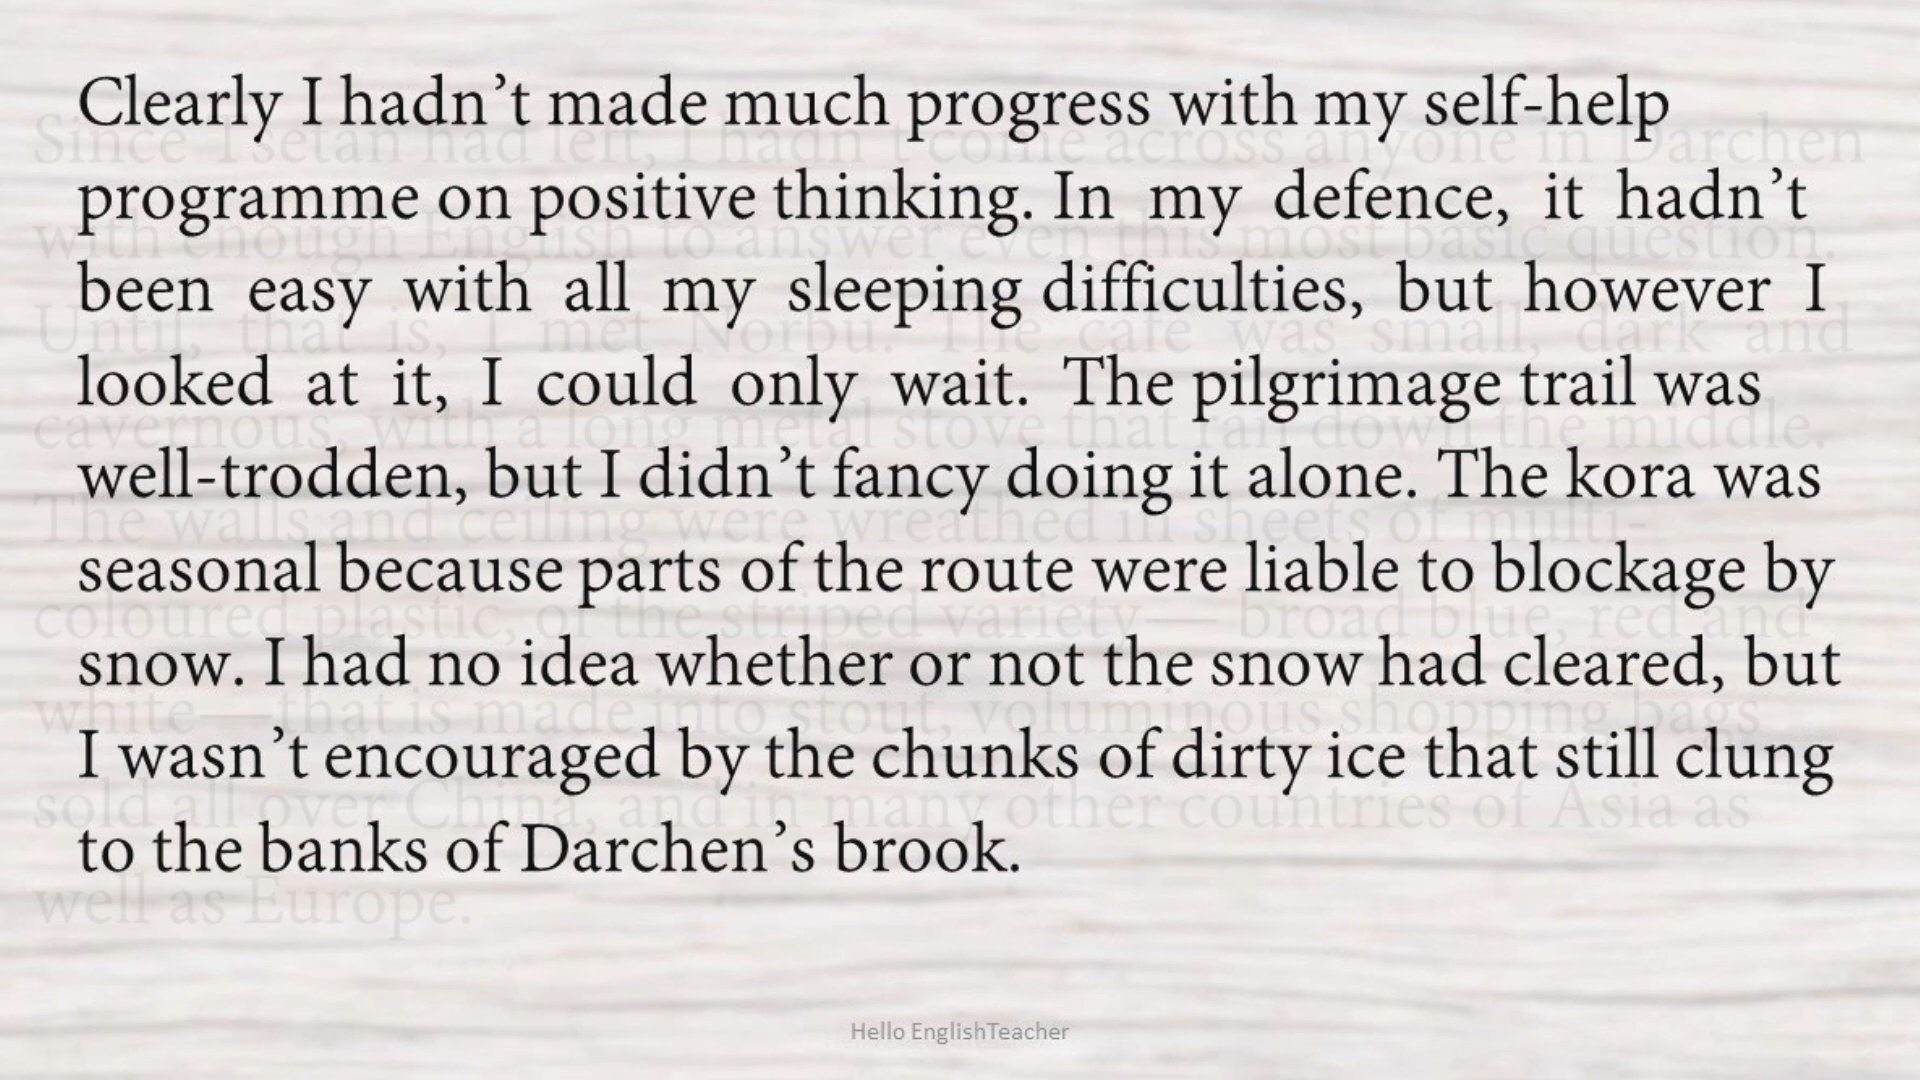 Clearly I hadn’t made much progress with my self-help
programme on positive thinking. In my defence, it hadn’t
been easy with all my sleeping difficulties, but however I
looked at it, I could only wait. The pilgrimage trail was
well-trodden, but I didn’t fancy doing it alone. The kora was
seasonal because parts of the route were liable to blockage by
snow. I had no idea whether or not the snow had cleared, but
I wasn’t encouraged by the chunks of dirty ice that still clung
to the banks of Darchen’s brook.
Since Tsetan had left, I hadn’t come across anyone in Darchen
with enough English to answer even this most basic question.
Until, that is, I met Norbu. The cafe was small, dark and
cavernous, with a long metal stove that ran down the middle.
The walls and ceiling were wreathed in sheets of multi-
coloured plastic, of the striped variety— broad blue, red and
white—that is made into stout, voluminous shopping bags
sold all over China, and in many other countries of Asia as
well as Europe.
Hello EnglishTeacher